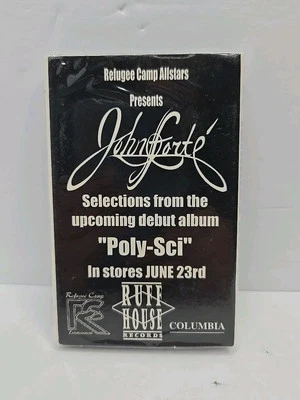 Refugee Camp Allstars
Presents
John Forté
Selections from the
upcoming debut album
"Poly-Sci"
In stores JUNE 23rd
Refugee Camp
RUFF
HOUSE
RECORDS
COLUMBIA